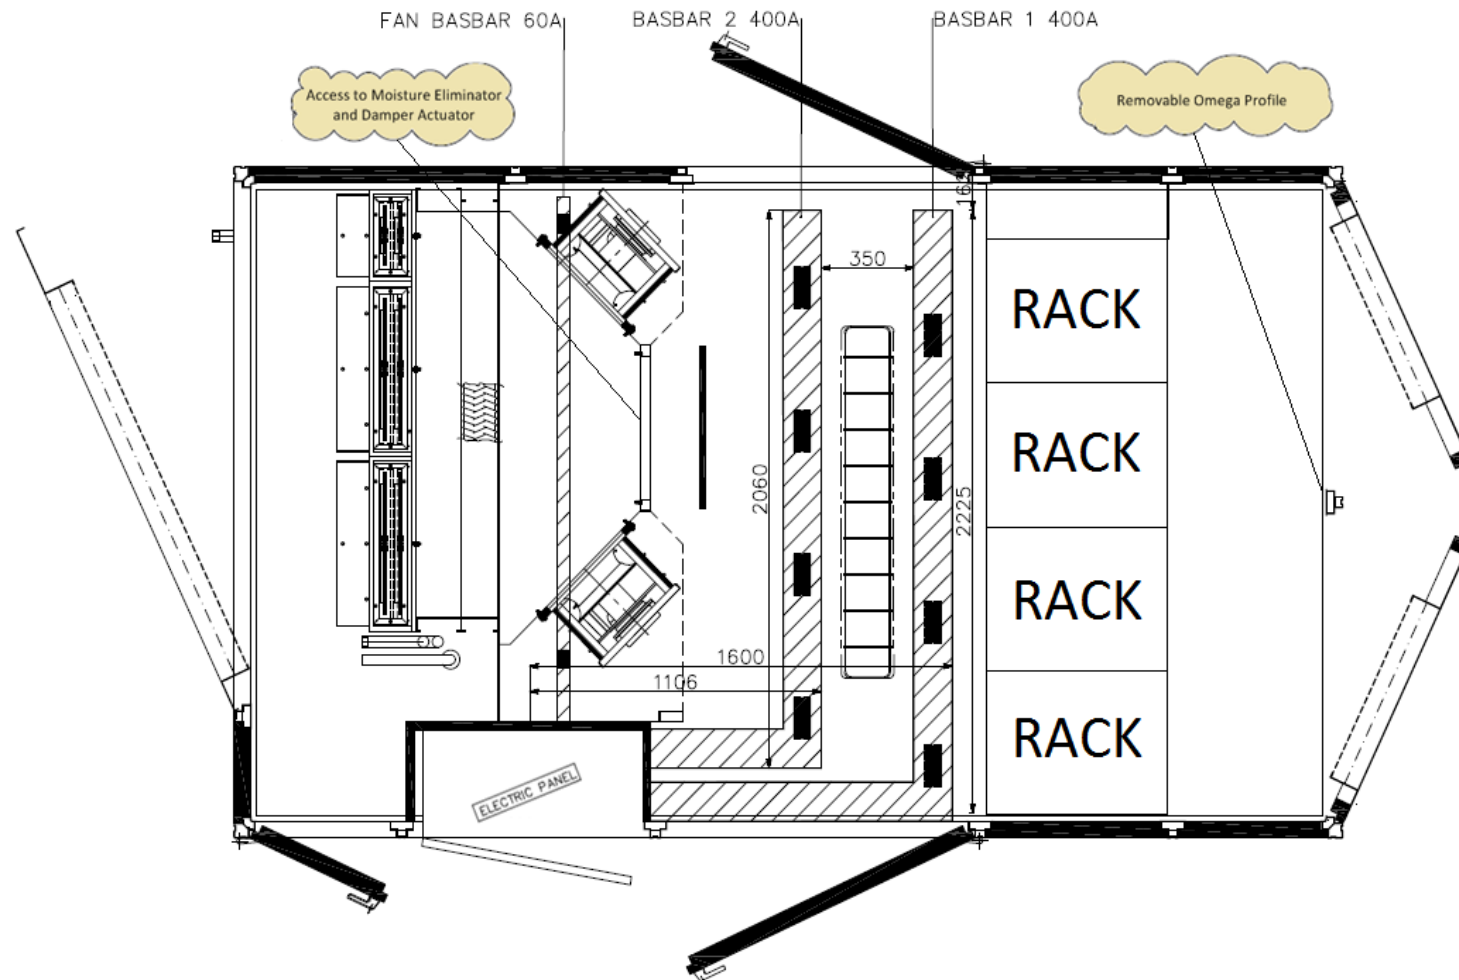 FAN BASBAR 60A
BASBAR 2 400A
BASBAR 1 400A
Access to Moisture Eliminator
and Damper Actuator
Removable Omega Profile
350
RACK
RACK
2060
2225
RACK
1600
1106
RACK
ELECTRIC PANEL